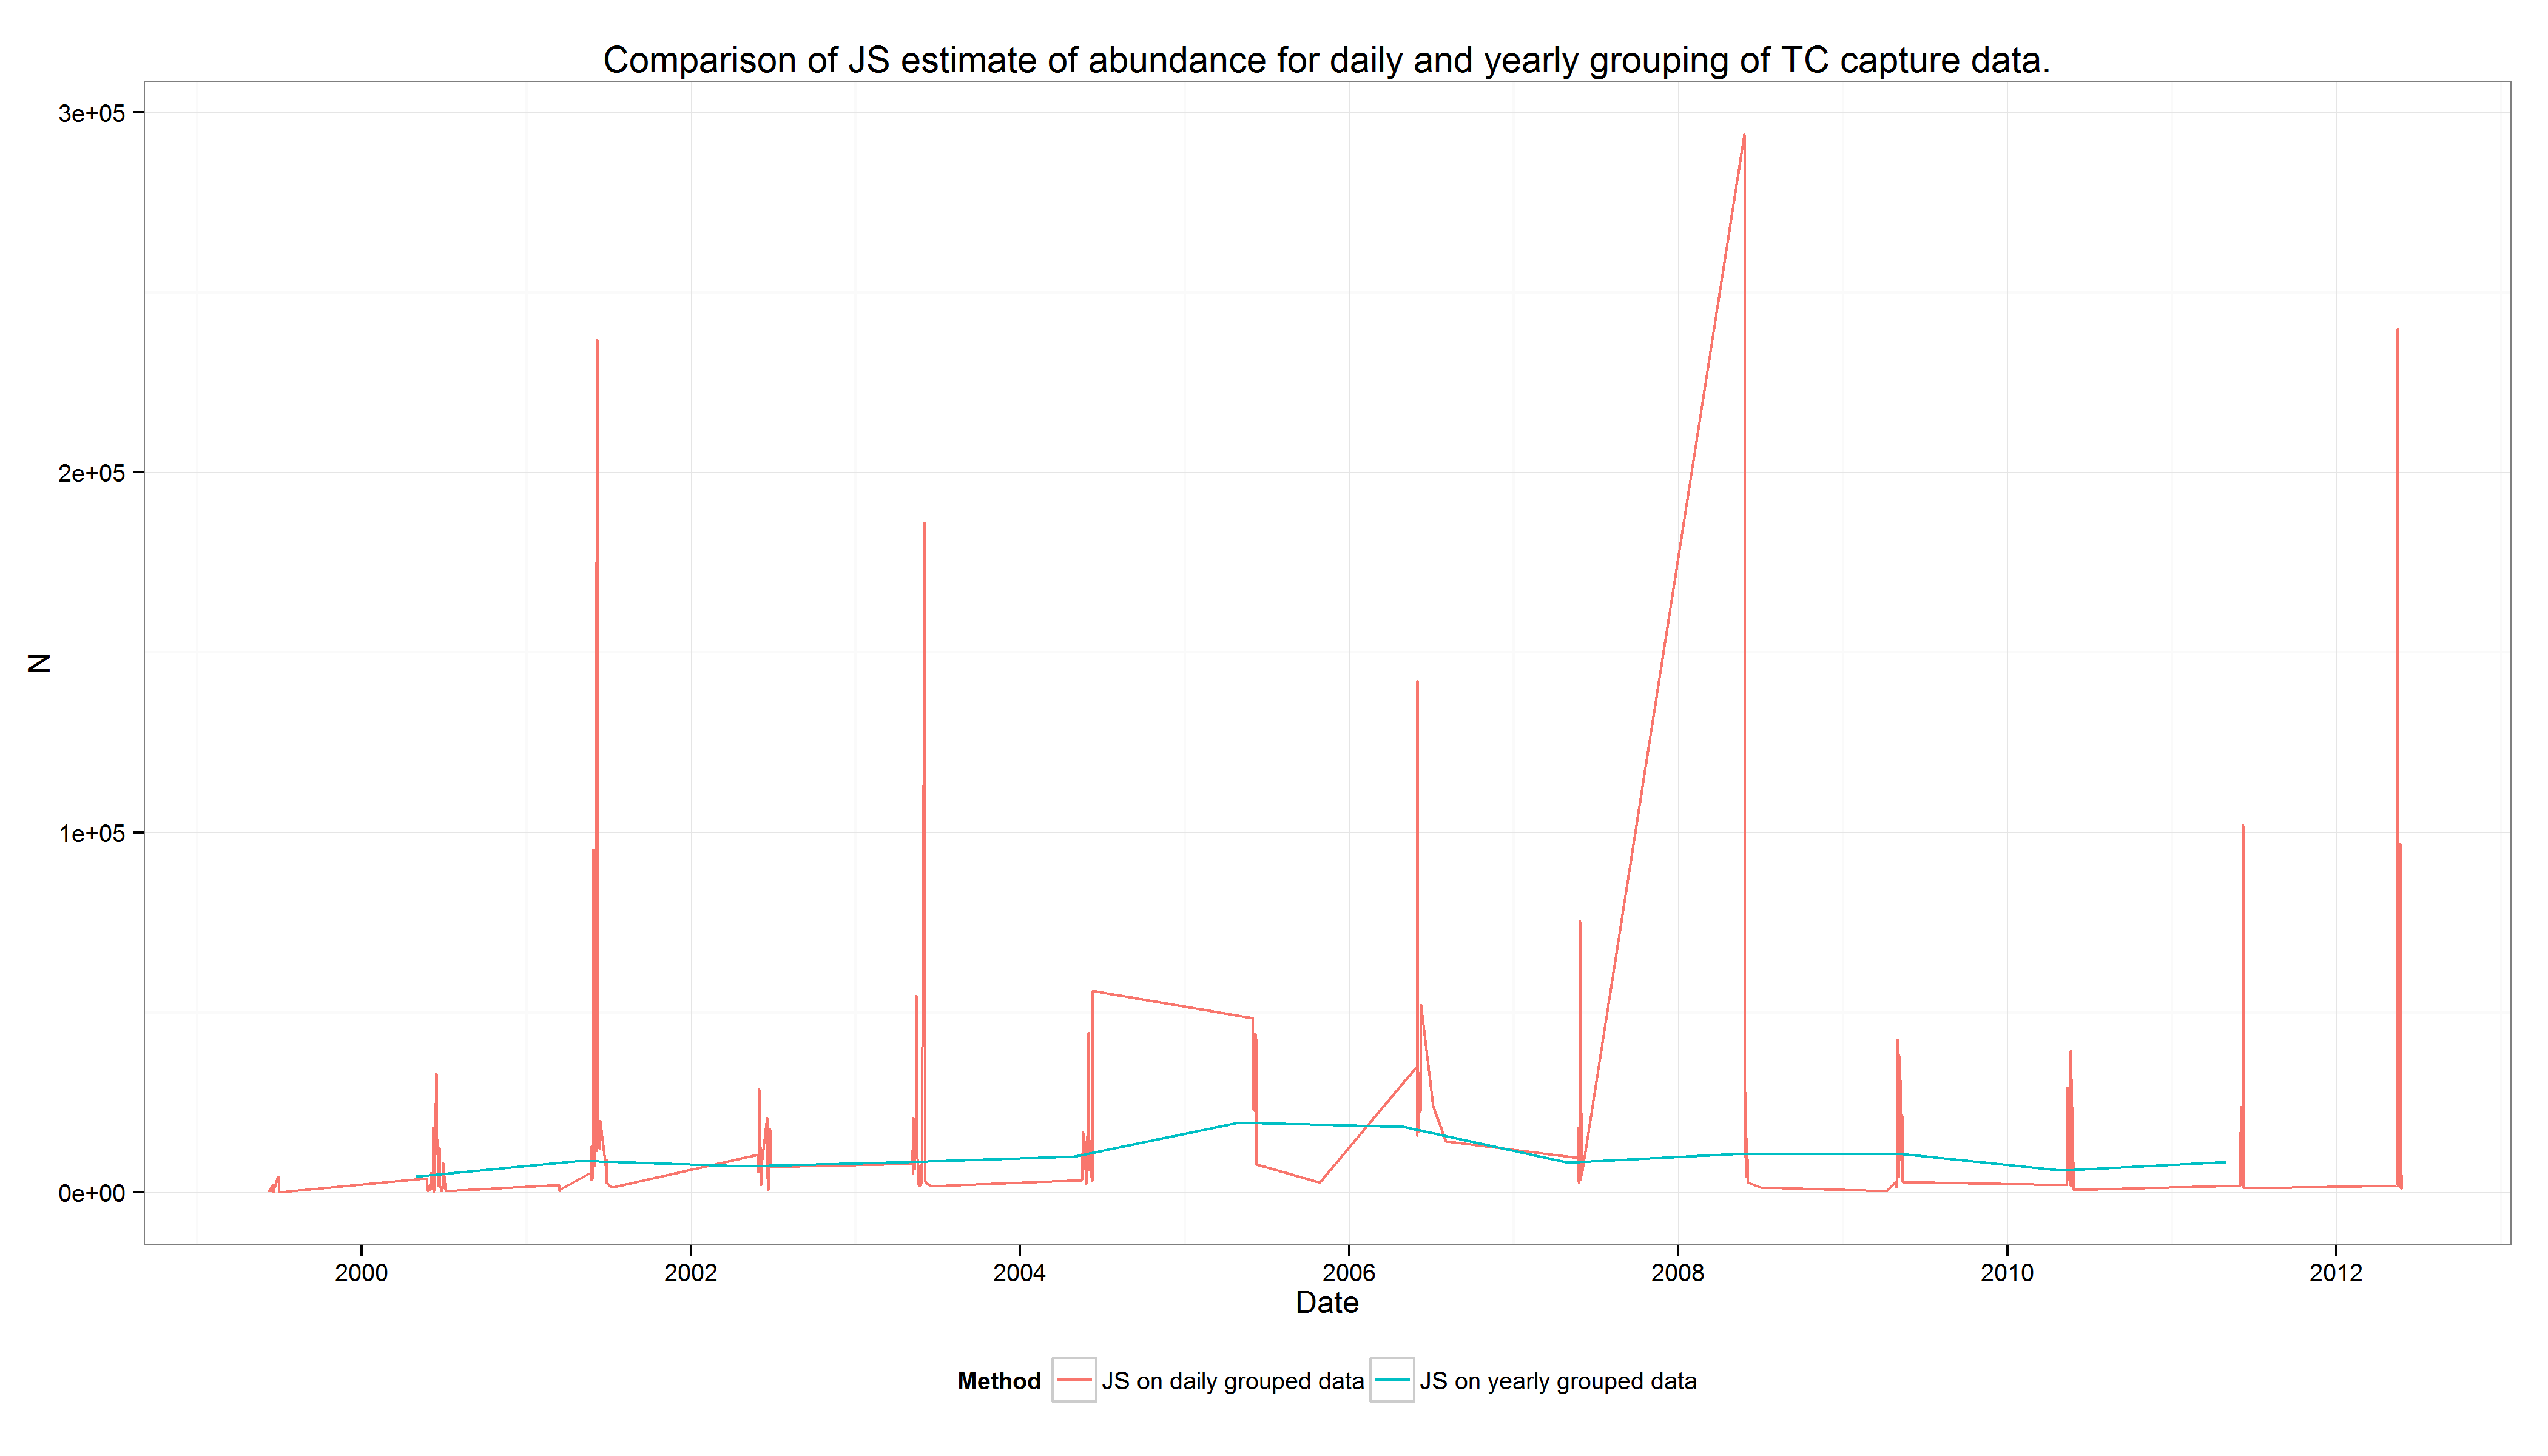 Comparison of JS estimate of abundance for daily and yearly grouping of TC capture data.
3e+05
2e+05
1e+05
0e+00
N
2000 2002 2004 2006 2008 2010 2012
Date
Method JS on daily grouped data JS on yearly grouped data